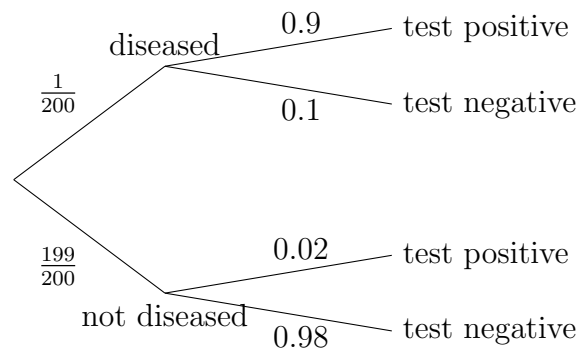 0.9
test positive
diseased
1/200
0.1
test negative
199/200
0.02
test positive
not diseased
0.98
test negative